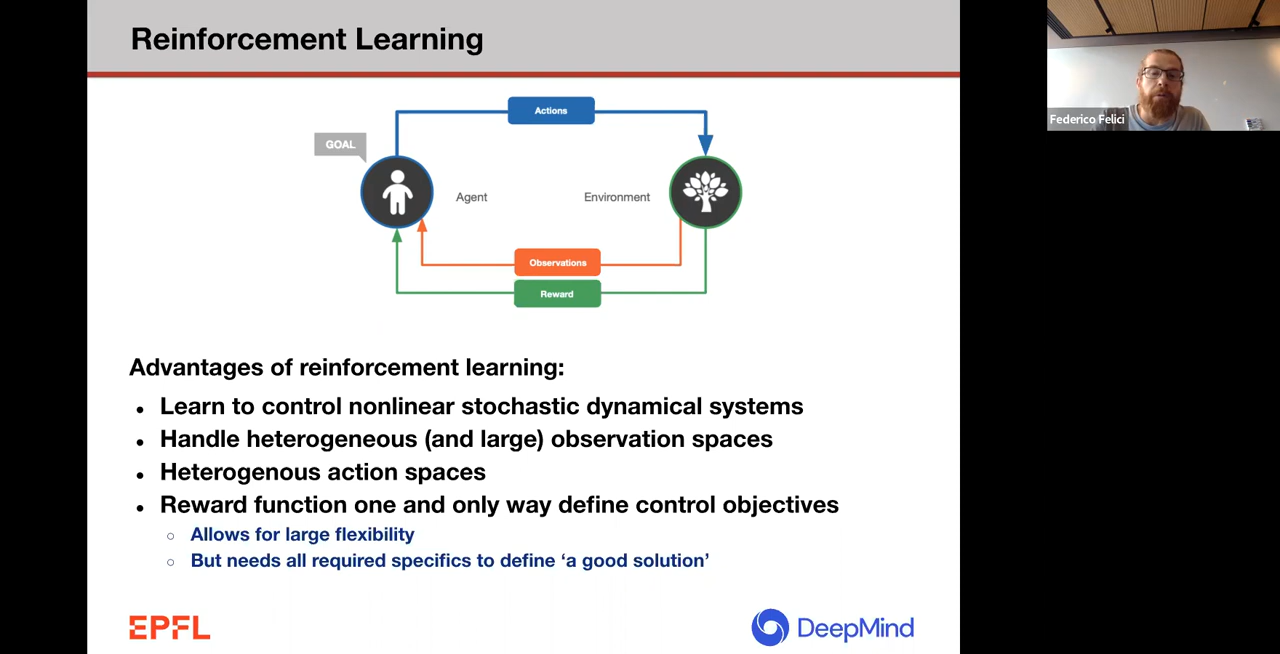 Reinforcement Learning
Actions
GOAL
Agent
Environment
Observations
Reward
Advantages of reinforcement learning:
• Learn to control nonlinear stochastic dynamical systems
• Handle heterogeneous (and large) observation spaces
• Heterogenous action spaces
• Reward function one and only way define control objectives
○ Allows for large flexibility
○ But needs all required specifics to define ‘a good solution’
EPFL
DeepMind
Federico Felici